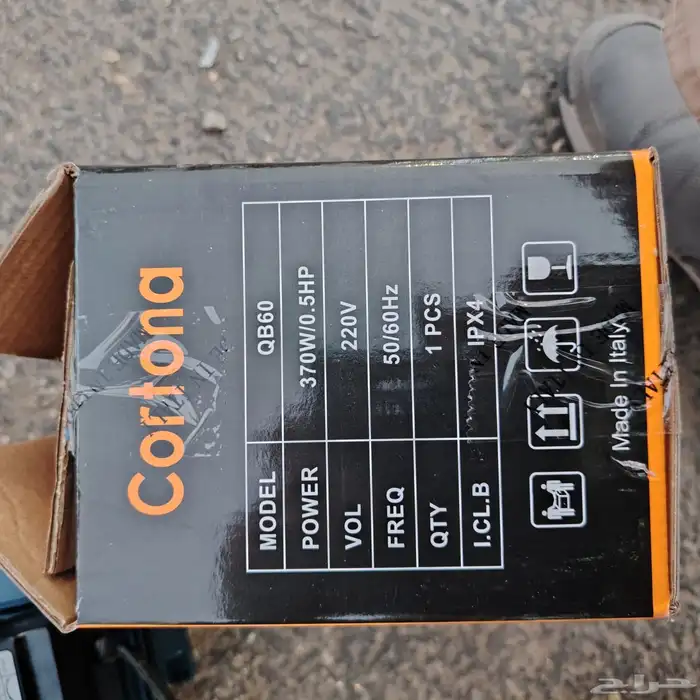 Cortona
MODEL QB60
POWER 370W/0.5HP
VOL 220V
FREQ 50/60Hz
QTY 1 PCS
I.CL.B IPX4
Made In Italy
حراج